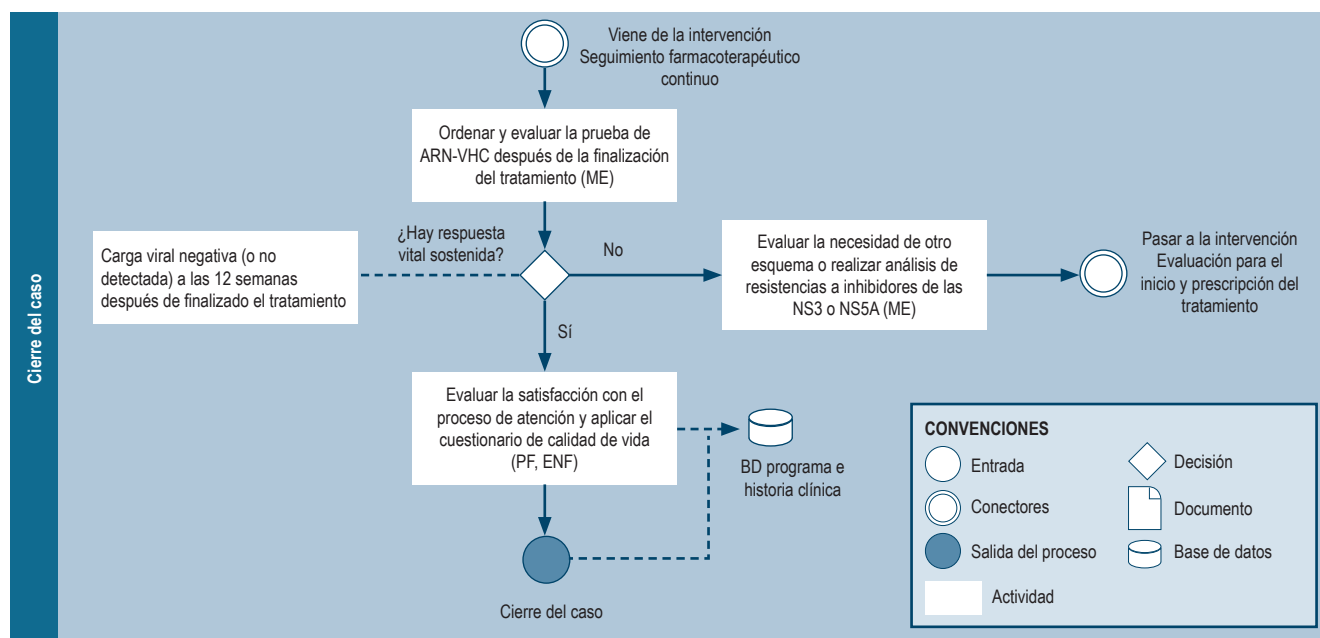 Cierre del caso
Viene de la intervención
Seguimiento farmacoterapéutico
continuo
Ordenar y evaluar la prueba de
ARN-VHC después de la finalización
del tratamiento (ME)
¿Hay respuesta
vital sostenida?
Carga viral negativa (o no
detectada) a las 12 semanas
después de finalizado el tratamiento
No
Evaluar la necesidad de otro
esquema o realizar análisis de
resistencias a inhibidores de las
NS3 o NS5A (ME)
Pasar a la intervención
Evaluación para el
inicio y prescripción del
tratamiento
Sí
Evaluar la satisfacción con el
proceso de atención y aplicar el
cuestionario de calidad de vida
(PF, ENF)
BD programa e
historia clínica
Cierre del caso
CONVENCIONES
Entrada
Conectores
Salida del proceso
Actividad
Decisión
Documento
Base de datos